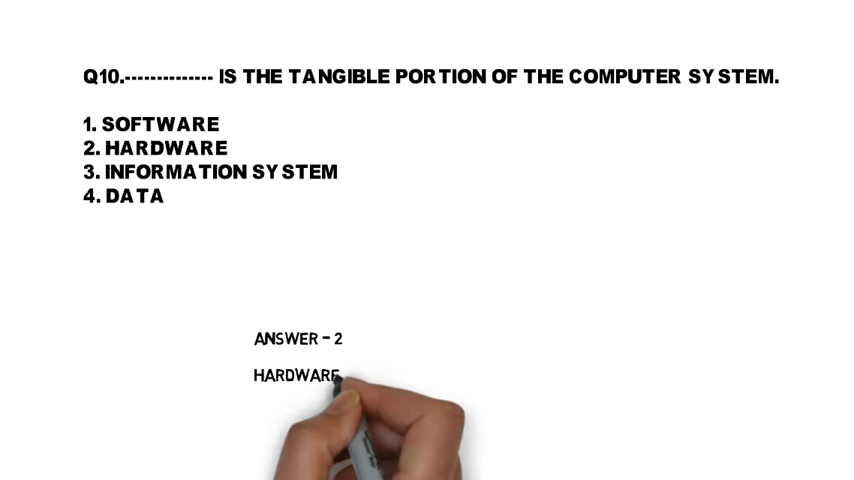 Q10.-------------- IS THE TANGIBLE PORTION OF THE COMPUTER SYSTEM.
1. SOFTWARE
2. HARDWARE
3. INFORMATION SYSTEM
4. DATA
ANSWER - 2
HARDWARE